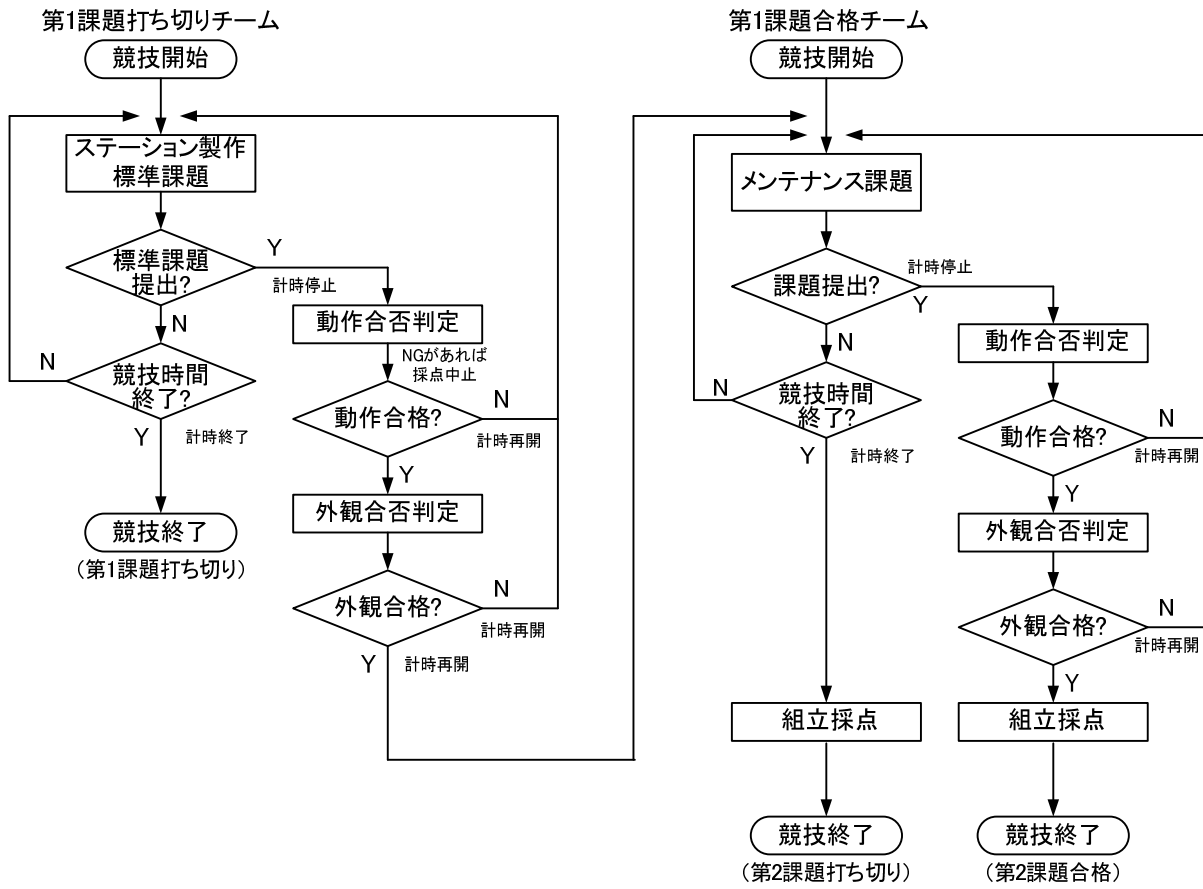 第1課題打ち切りチーム
競技開始
ステーション製作
標準課題
標準課題
提出?
Y
計時停止
N
競技時間
終了?
N
Y
計時終了
競技終了
(第1課題打ち切り)
動作合否判定
NGがあれば
採点中止
動作合格?
N
計時再開
Y
外観合否判定
外観合格?
N
計時再開
Y
計時再開
第1課題合格チーム
競技開始
メンテナンス課題
課題提出?
計時停止
Y
N
競技時間
終了?
N
Y
計時終了
組立採点
競技終了
(第2課題打ち切り)
動作合否判定
動作合格?
N
計時再開
Y
外観合否判定
外観合格?
N
計時再開
Y
組立採点
競技終了
(第2課題合格)